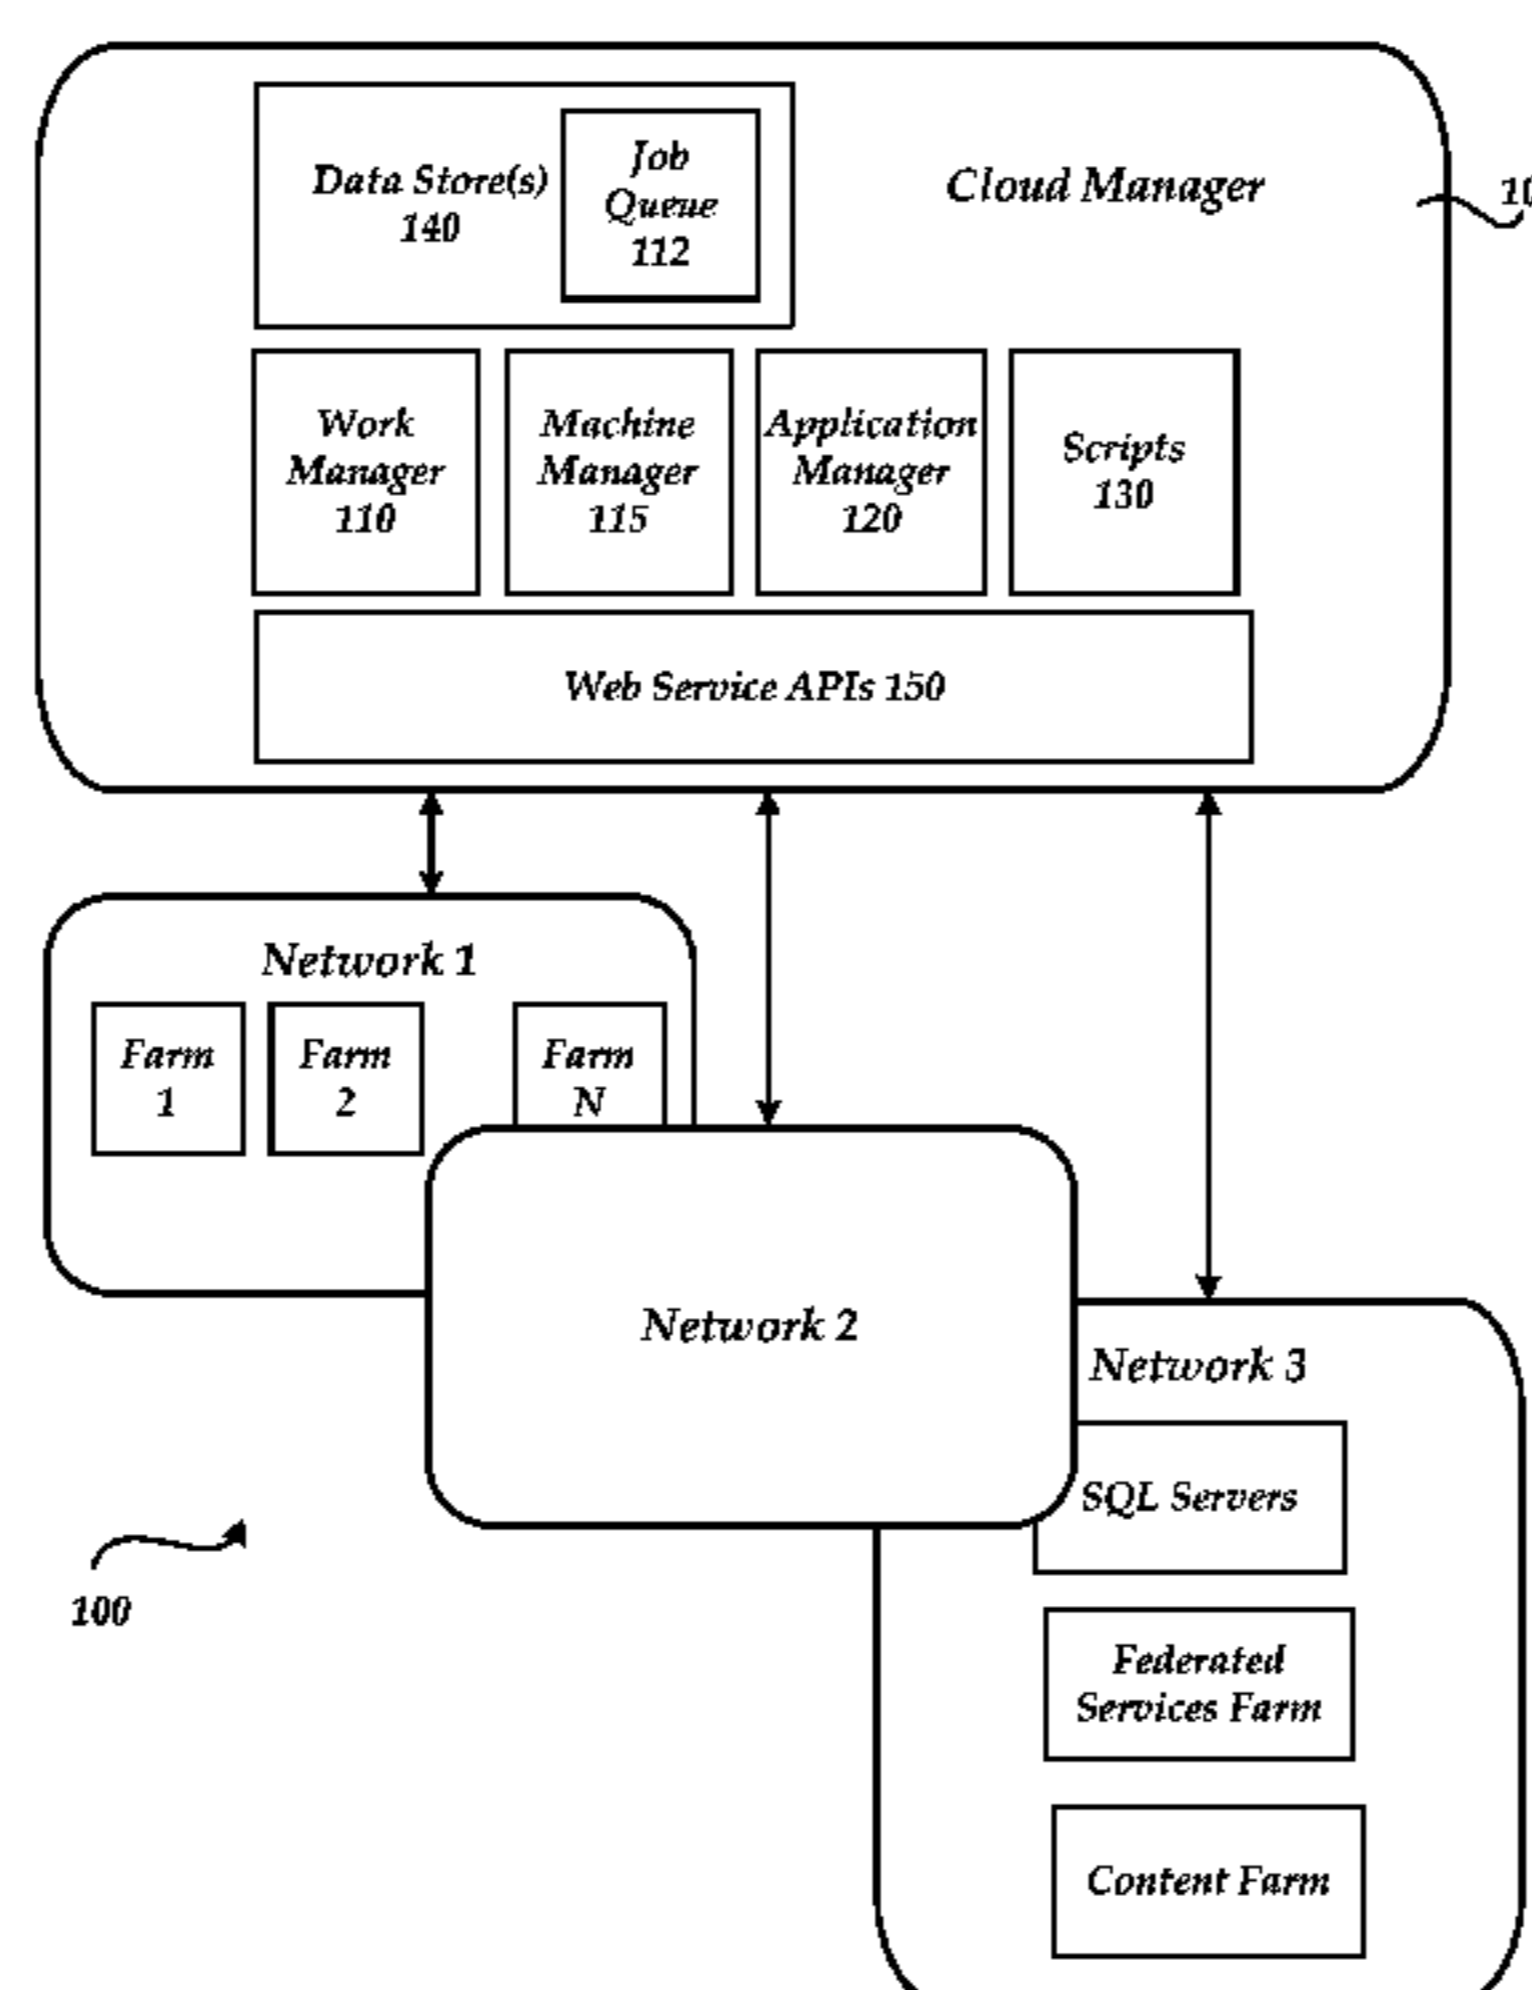 Data Store(s)
140
Job
Queue
112
Cloud Manager
Work
Manager
110
Machine
Manager
115
Application
Manager
120
Scripts
130
Web Service APIs 150
Network 1
Farm
1
Farm
2
Farm
N
Network 2
Network 3
SQL Servers
Federated
Services Farm
Content Farm
100